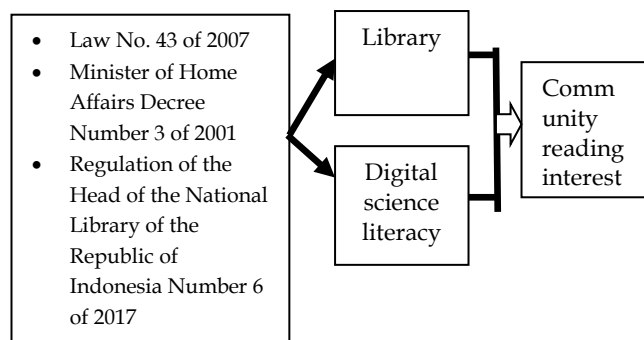 • Law No. 43 of 2007
• Minister of Home
Affairs Decree
Number 3 of 2001
• Regulation of the
Head of the National
Library of the
Republic of
Indonesia Number 6
of 2017
Library
Digital
science
literacy
Comm
unity
reading
interest